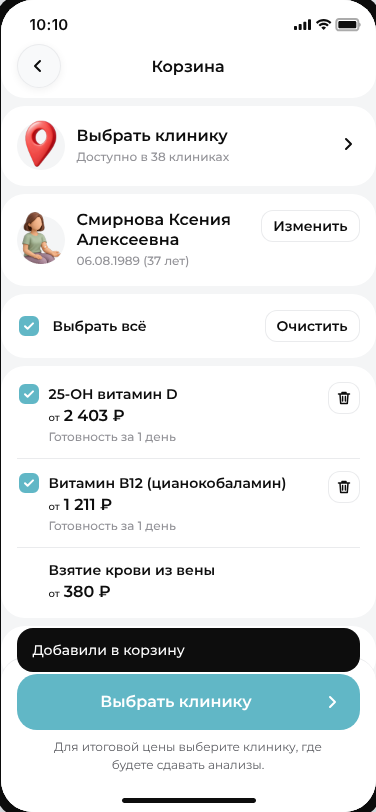 10:10
Корзина
Выбрать клинику
Доступно в 38 клиниках
Смирнова Ксения
Алексеевна
Изменить
06.08.1989 (37 лет)
Выбрать всё
Очистить
25-OH витамин D
от 2 403 ₽
Готовность за 1 день
Витамин B12 (цианокобаламин)
от 1 211 ₽
Готовность за 1 день
Взятие крови из вены
от 380 ₽
Добавили в корзину
Выбрать клинику
Для итоговой цены выберите клинику, где
будете сдавать анализы.